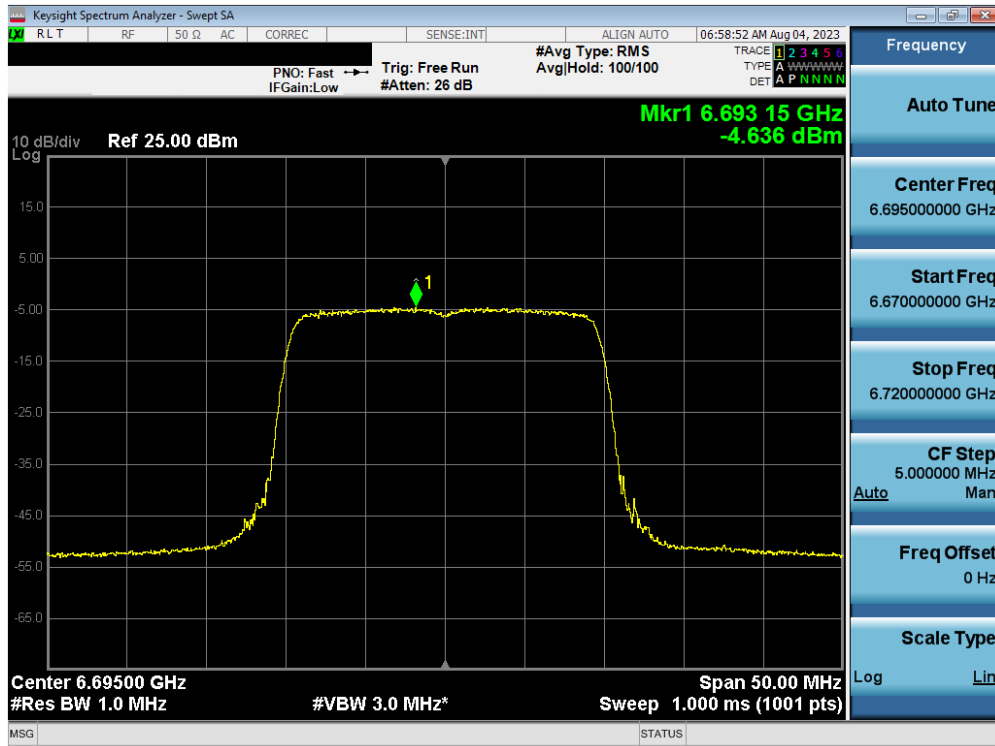 Keysight Spectrum Analyzer - Swept SA
LXI RLT RF 50 Ω AC CORREC SENSE:INT ALIGN AUTO 06:58:52 AM Aug 04, 2023
PNO: Fast Trig: Free Run #Avg Type: RMS TRACE 1 2 3 4 5 6
IFGain:Low #Atten: 26 dB Avg|Hold: 100/100 TYPE A WWWWW
DET A P N N N N
Mkr1 6.693 15 GHz
-4.636 dBm
10 dB/div Ref 25.00 dBm
Log
15.0
5.00
1
-5.00
-15.0
-25.0
-35.0
-45.0
-55.0
-65.0
Center 6.69500 GHz Span 50.00 MHz
#Res BW 1.0 MHz #VBW 3.0 MHz* Sweep 1.000 ms (1001 pts)
MSG STATUS
Frequency
Auto Tune
Center Freq
6.695000000 GHz
Start Freq
6.670000000 GHz
Stop Freq
6.720000000 GHz
CF Step
5.000000 MHz
Auto Man
Freq Offset
0 Hz
Scale Type
Log Lin